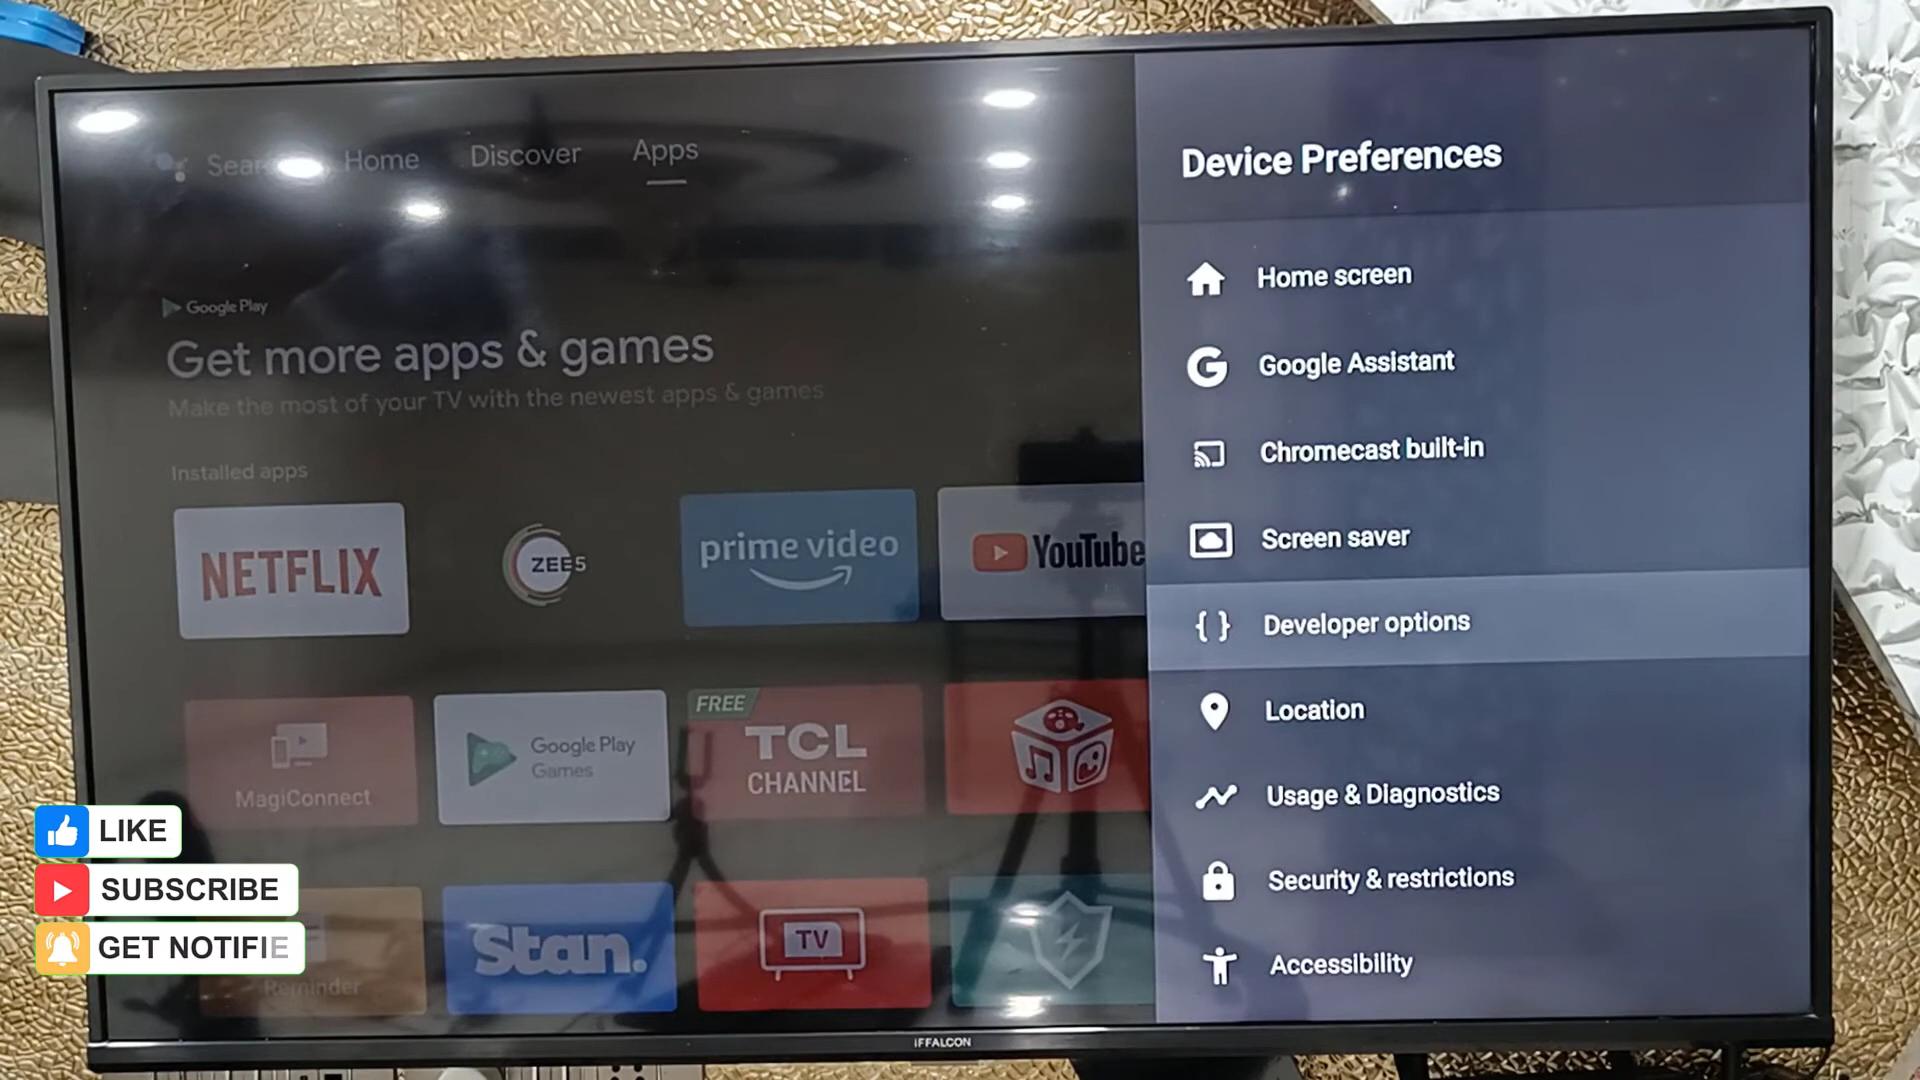 Home Discover Apps
Google Play
Get more apps & games
Make the most of your TV with the newest apps & games
Installed apps
NETFLIX
ZEE5
prime video
YouTube
MagiConnect
Google Play
Games
FREE
TCL
CHANNEL
Reminder
Stan.
TV
Device Preferences
Home screen
Google Assistant
Chromecast built-in
Screen saver
{ } Developer options
Location
Usage & Diagnostics
Security & restrictions
Accessibility
LIKE
SUBSCRIBE
GET NOTIFIE
iFFALCON